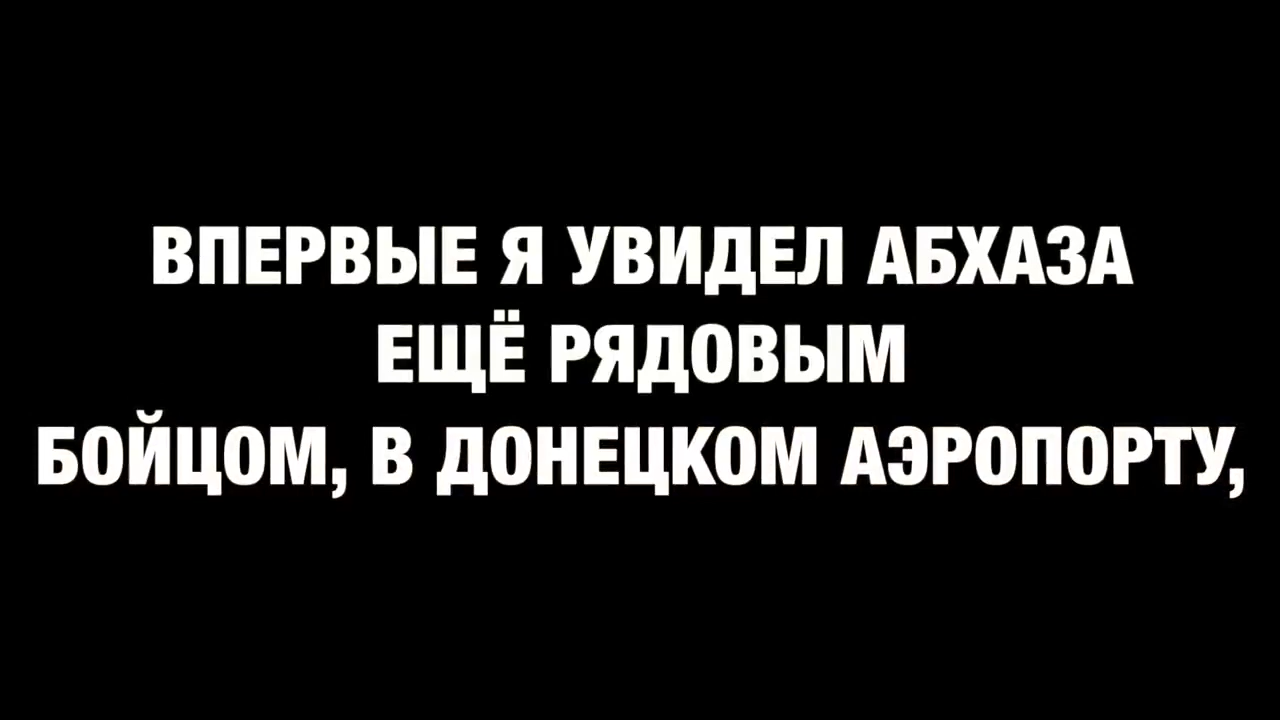 ВПЕРВЫЕ Я УВИДЕЛ АБХАЗА
ЕЩЁ РЯДОВЫМ
БОЙЦОМ, В ДОНЕЦКОМ АЭРОПОРТУ,